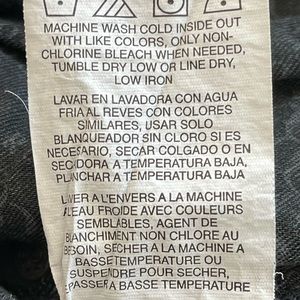 MACHINE WASH COLD INSIDE OUT
WITH LIKE COLORS, ONLY NON-
CHLORINE BLEACH WHEN NEEDED,
TUMBLE DRY LOW OR LINE DRY,
LOW IRON
LAVAR EN LAVADORA CON AGUA
FRIA AL REVES CON COLORES
SIMILARES, USAR SOLO
BLANQUEADOR SIN CLORO SI ES
NECESARIO, SECAR COLGADO O EN
SECADORA A TEMPERATURA BAJA,
PLANCHAR A TEMPERATURA BAJA
LAVER A L'ENVERS A LA MACHINE
A L'EAU FROIDE AVEC COULEURS
SEMBLABLES, AGENT DE
BLANCHIMENT NON CHLORE AU
BESOIN, SECHER A LA MACHINE A
BASSE TEMPERATURE OU
SUSPENDRE POUR SECHER,
REPASSER A BASSE TEMPERATURE